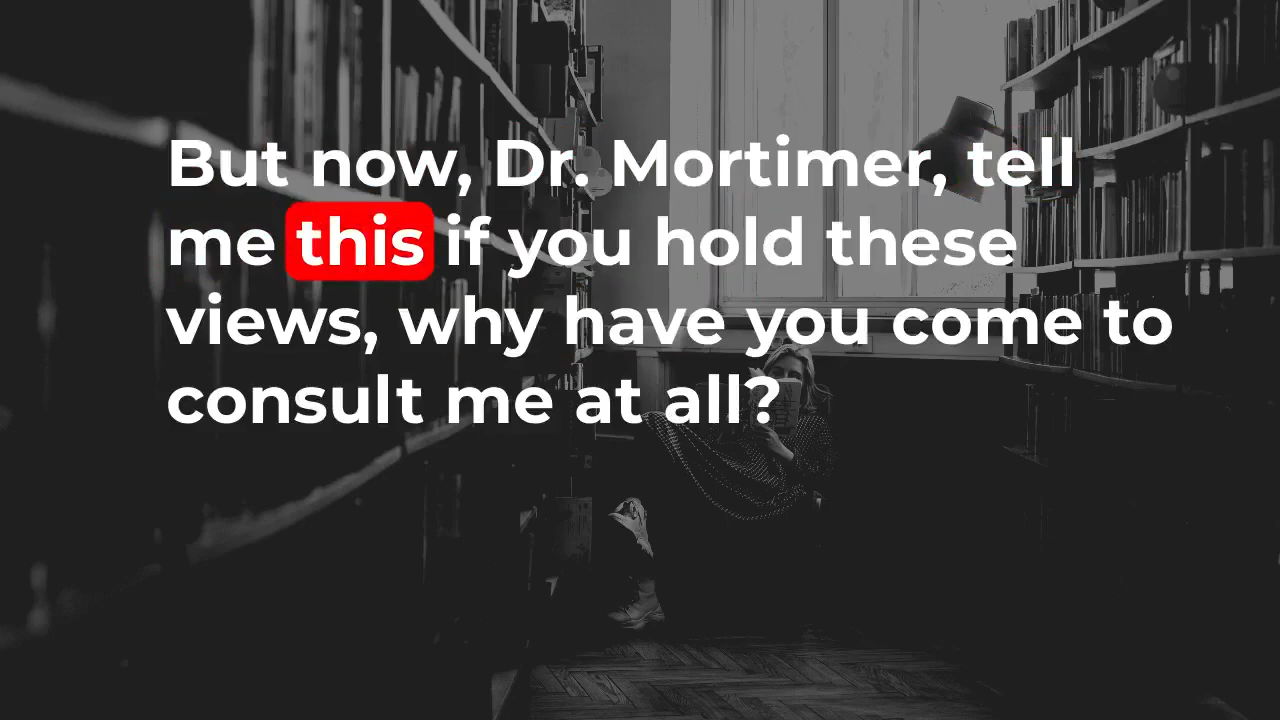 But now, Dr. Mortimer, tell
me this if you hold these
views, why have you come to
consult me at all?